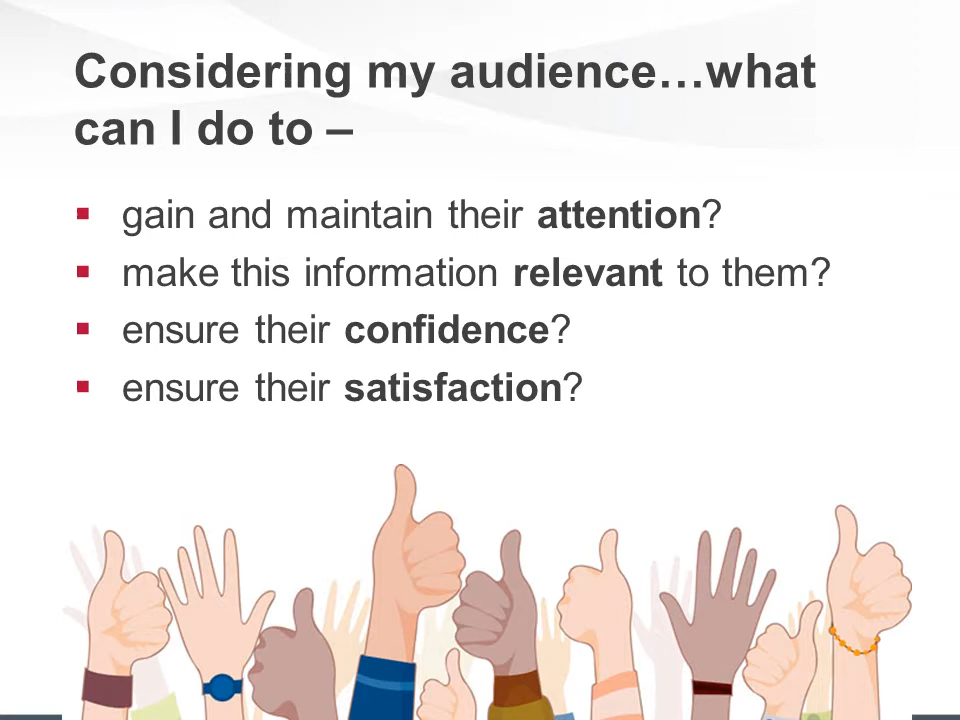 Considering my audience…what
can I do to –
▪ gain and maintain their attention?
▪ make this information relevant to them?
▪ ensure their confidence?
▪ ensure their satisfaction?